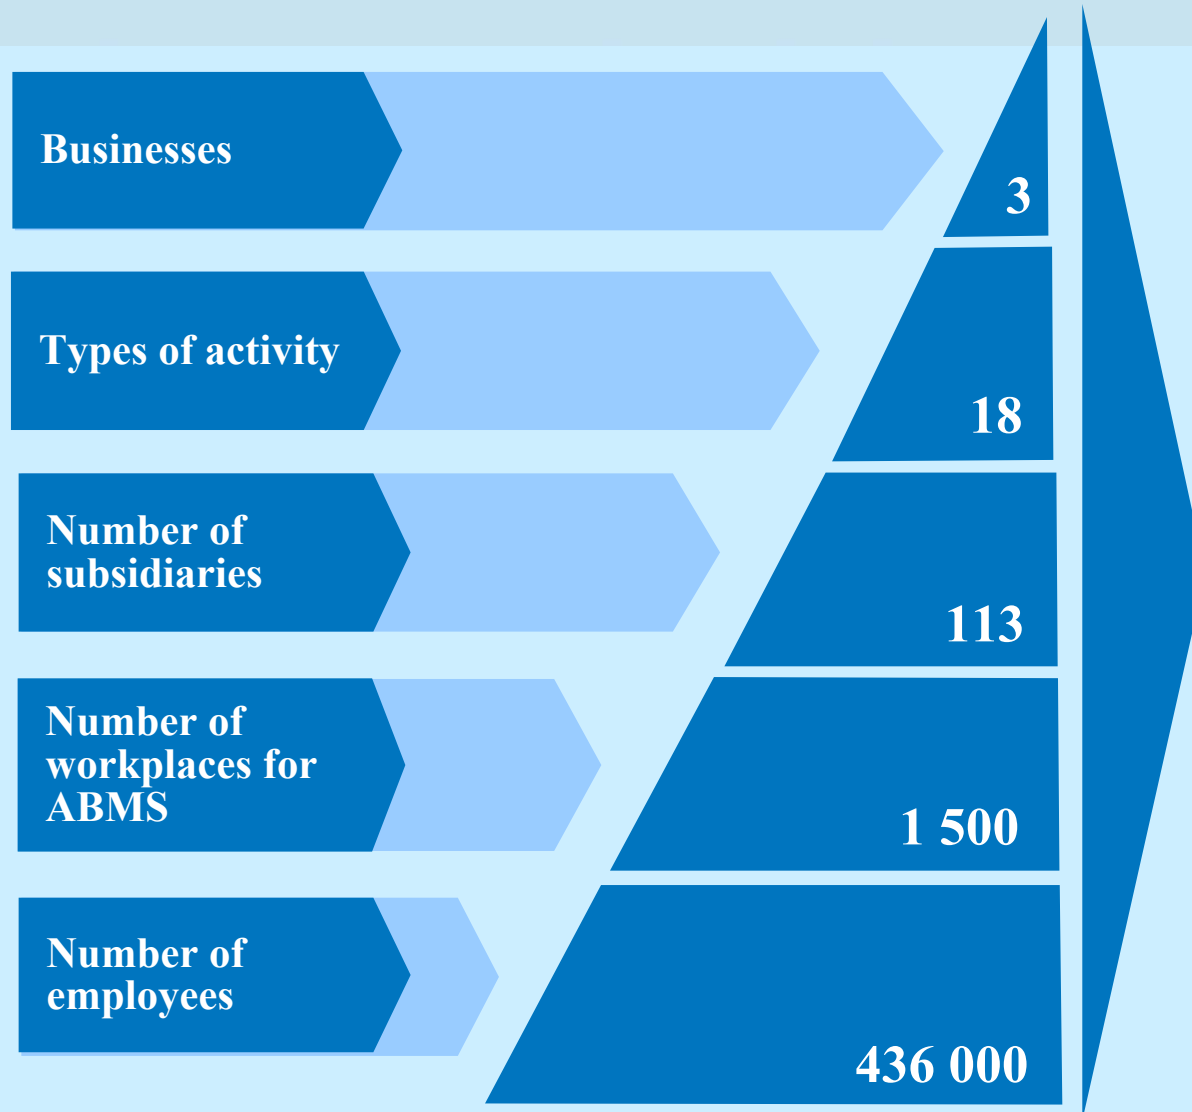 Businesses
3
Types of activity
18
Number of
subsidiaries
113
Number of
workplaces for
ABMS
1 500
Number of
employees
436 000